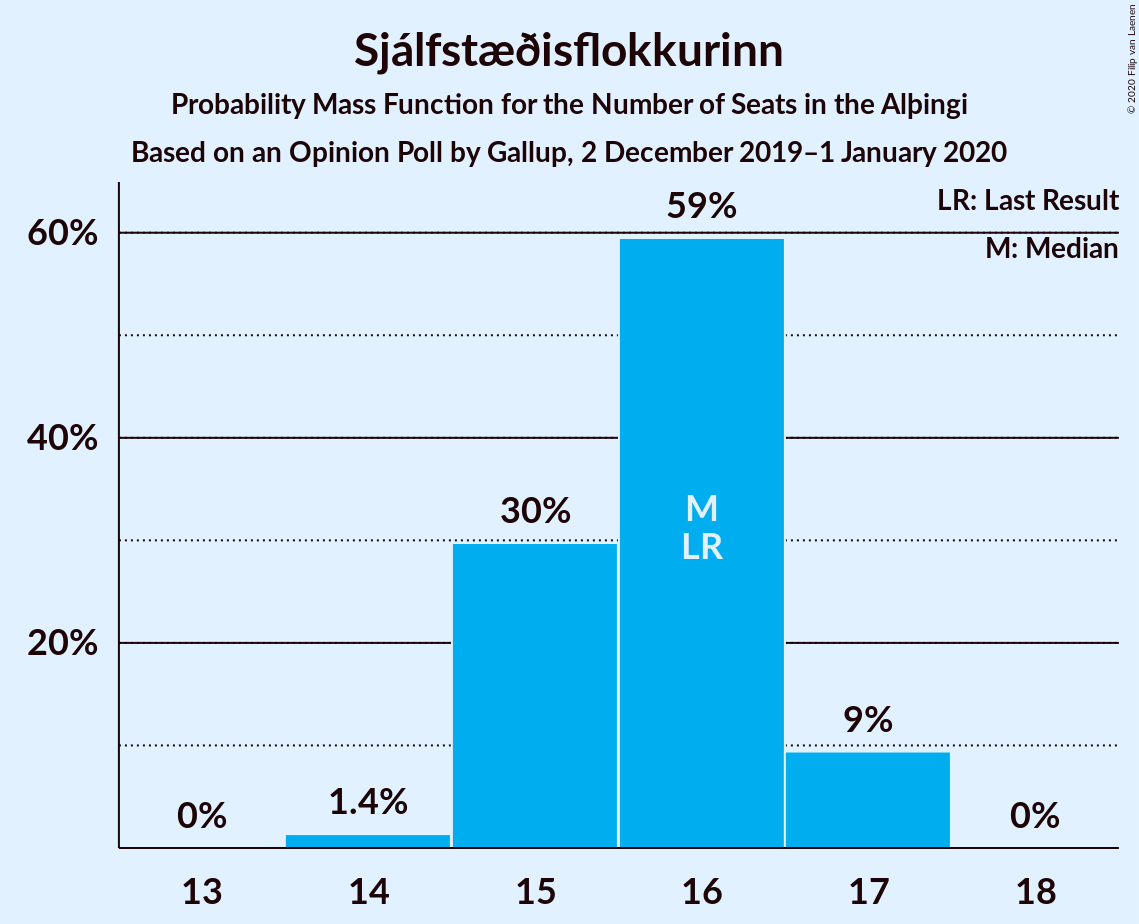 Sjálfstæðisflokkurinn
Probability Mass Function for the Number of Seats in the Alþingi
Based on an Opinion Poll by Gallup, 2 December 2019–1 January 2020
© 2020 Filip van Laenen
LR: Last Result
M: Median
60%
40%
20%
0%
1.4%
30%
59%
M
LR
9%
0%
13
14
15
16
17
18